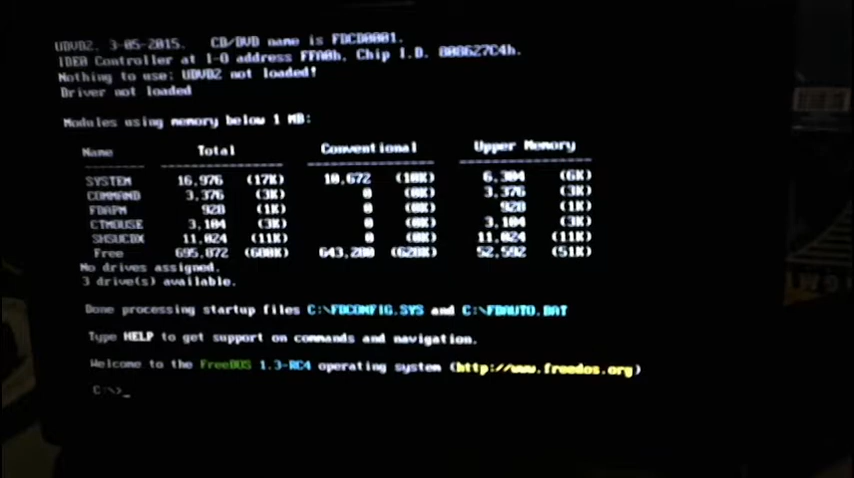 UDVD2, 3-05-2015. CD/DVD name is FDCD0001.
IDE0 Controller at I-O address FFA0h, Chip I.D. 808627C4h.
Nothing to use; UDVD2 not loaded!
Driver not loaded
Modules using memory below 1 MB:
Name Total Conventional Upper Memory
SYSTEM 16,976 (17K) 10,672 (10K) 6,304 (6K)
COMMAND 3,376 (3K) 0 (0K) 3,376 (3K)
FDAPM 928 (1K) 0 (0K) 928 (1K)
CTMOUSE 3,104 (3K) 0 (0K) 3,104 (3K)
SHSUCDX 11,024 (11K) 0 (0K) 11,024 (11K)
Free 695,872 (680K) 643,280 (628K) 52,592 (51K)
No drives assigned.
3 drive(s) available.
Done processing startup files C:\FDCONFIG.SYS and C:\FDAUTO.BAT
Type HELP to get support on commands and navigation.
Welcome to the FreeDOS 1.3-RC4 operating system (http://www.freedos.org)
C:\>_